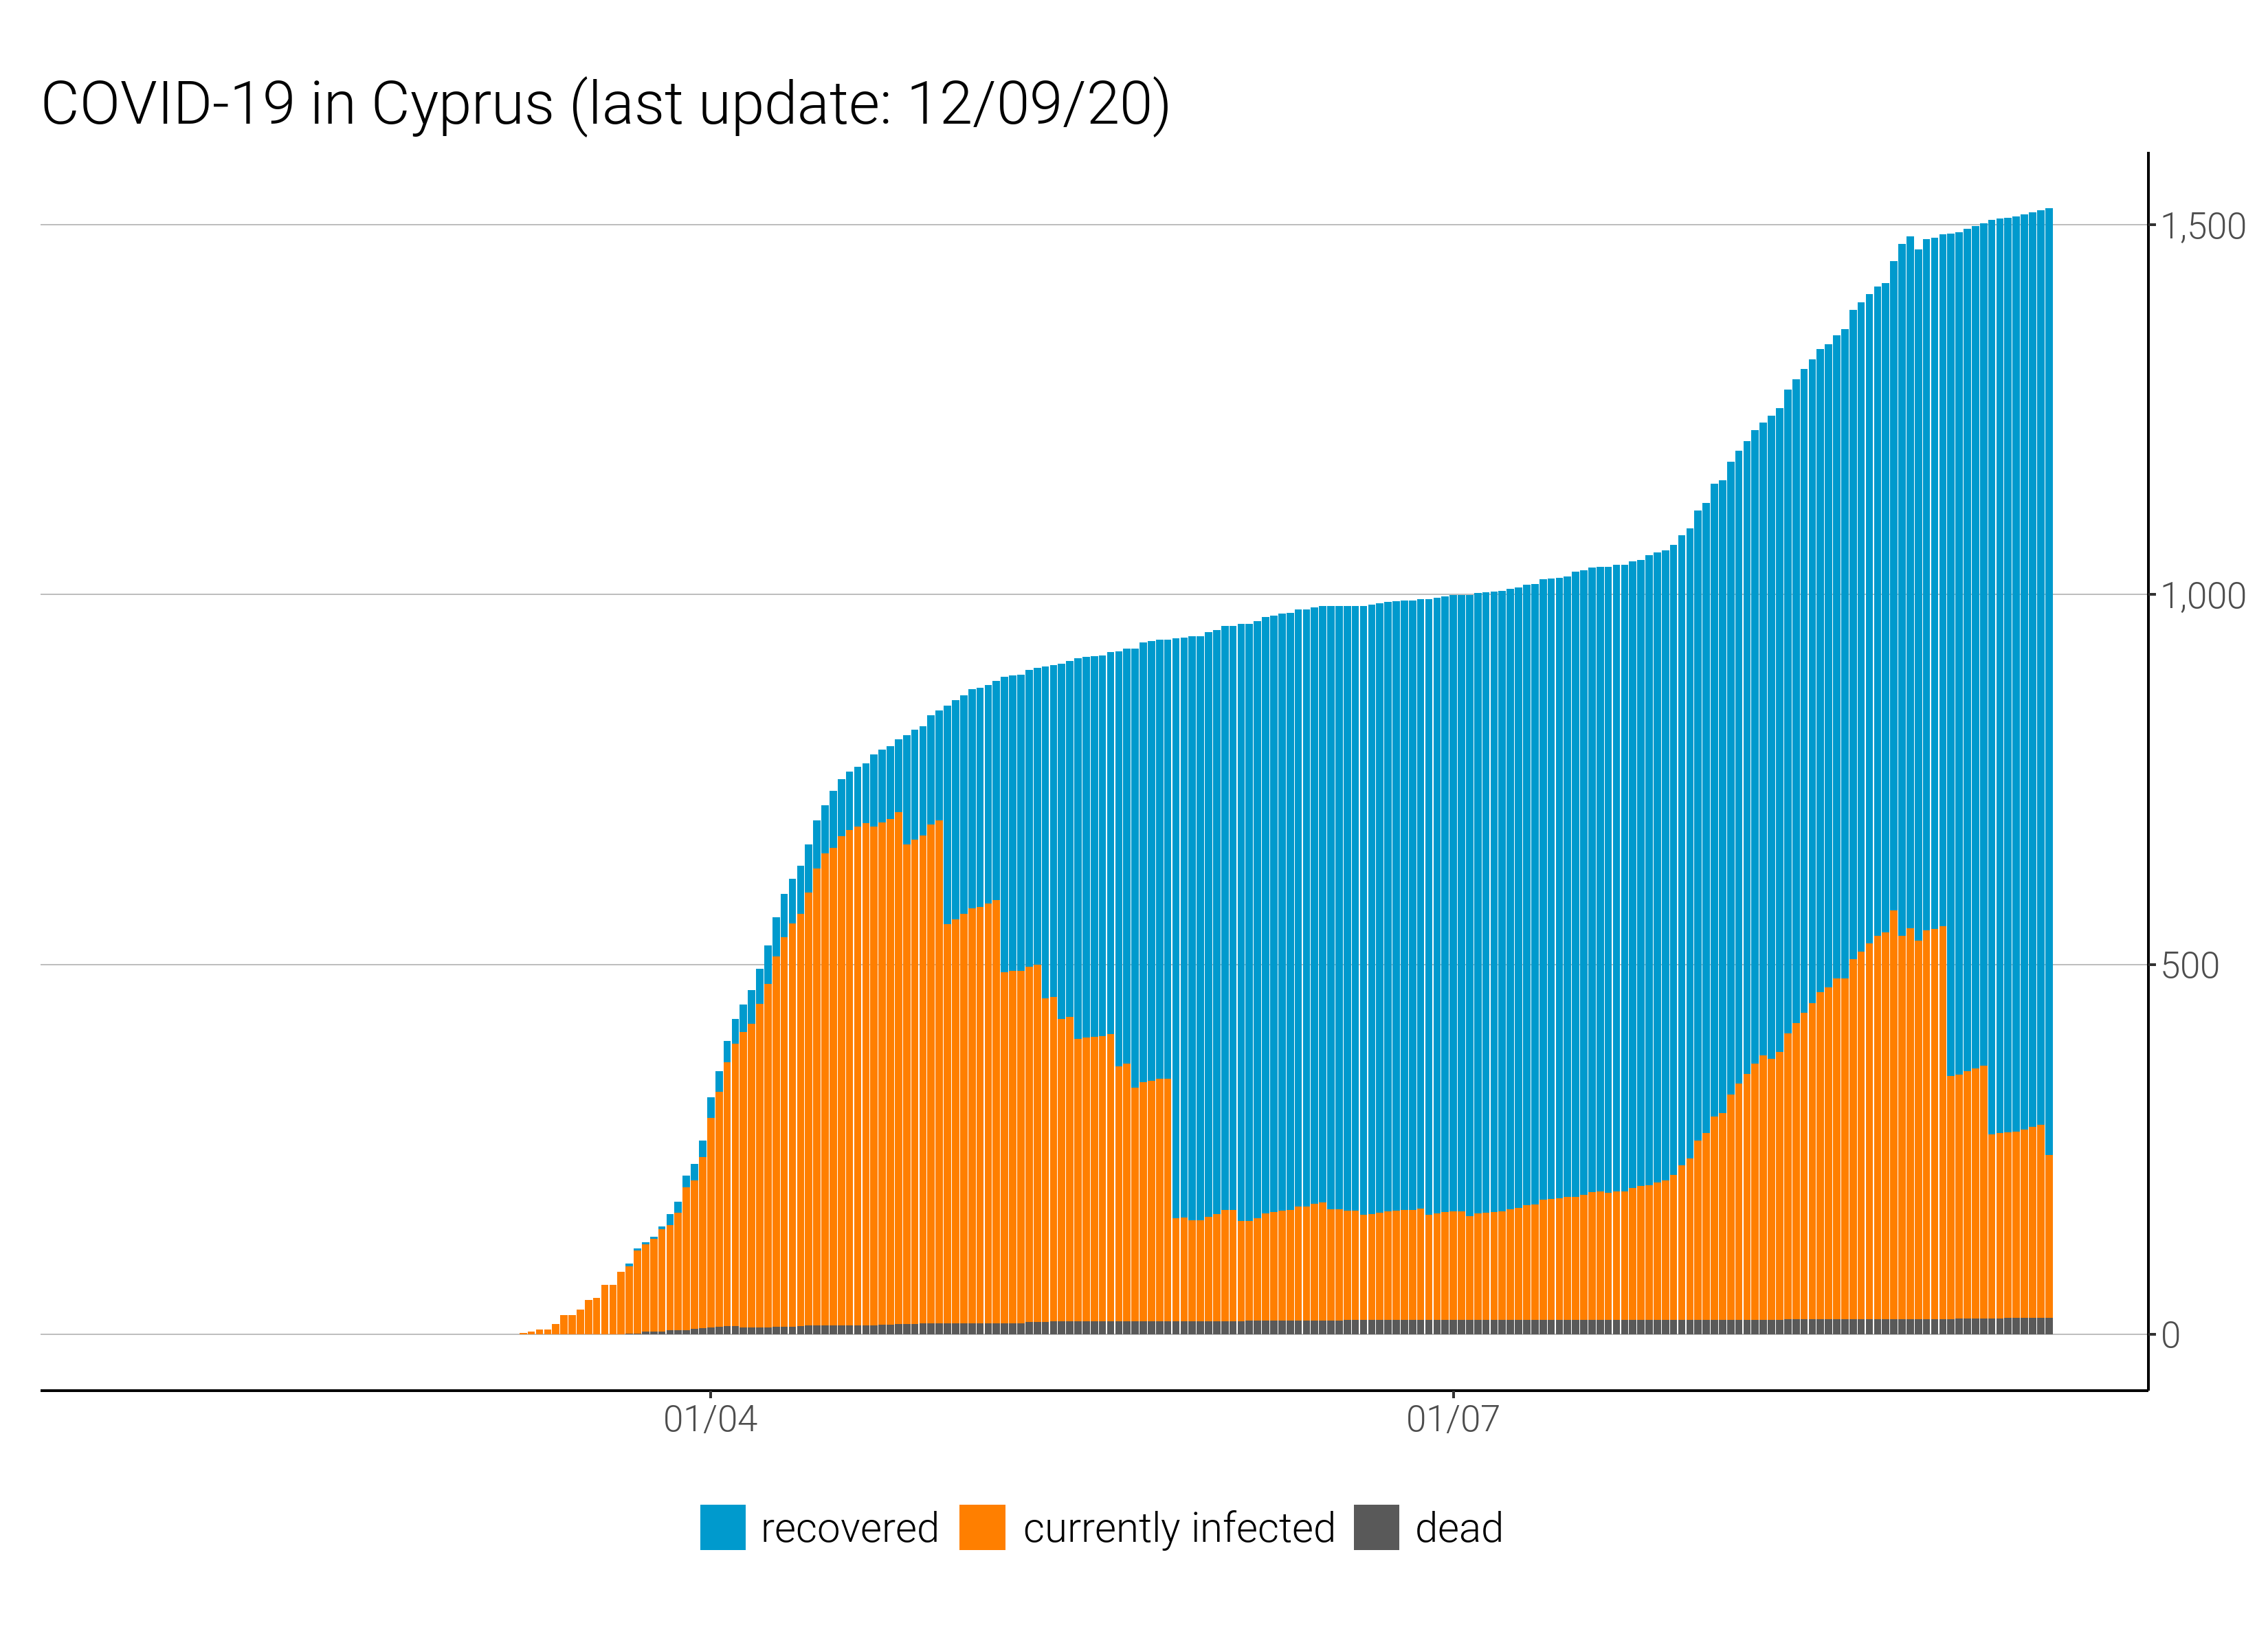 COVID-19 in Cyprus (last update: 12/09/20)
1,500
1,000
500
0
01/04 01/07
recovered currently infected dead